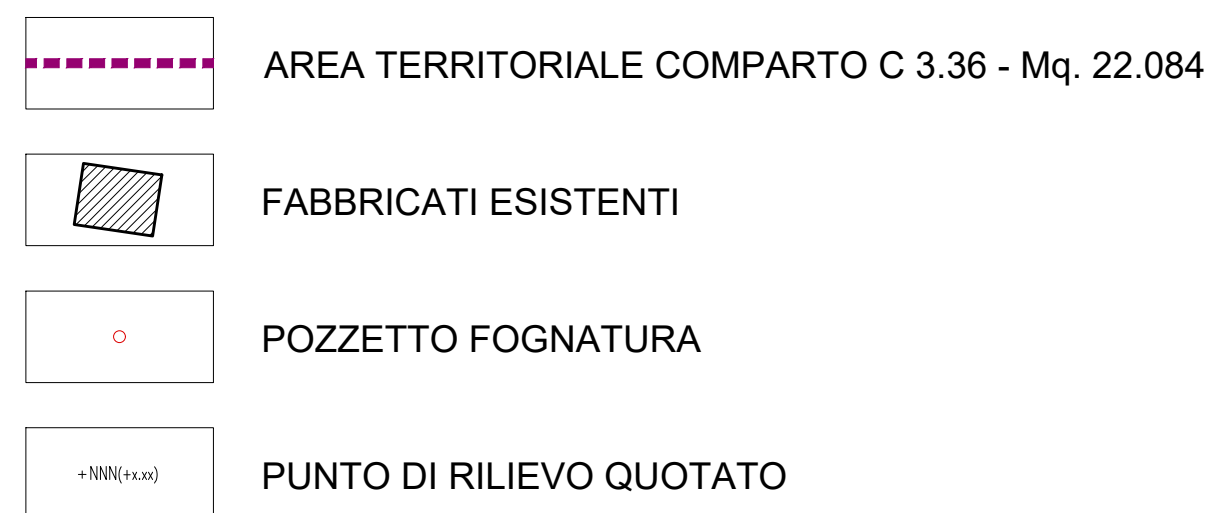 AREA TERRITORIALE COMPARTO C 3.36 - Mq. 22.084
FABBRICATI ESISTENTI
POZZETTO FOGNATURA
+NNN(+x.xx) PUNTO DI RILIEVO QUOTATO